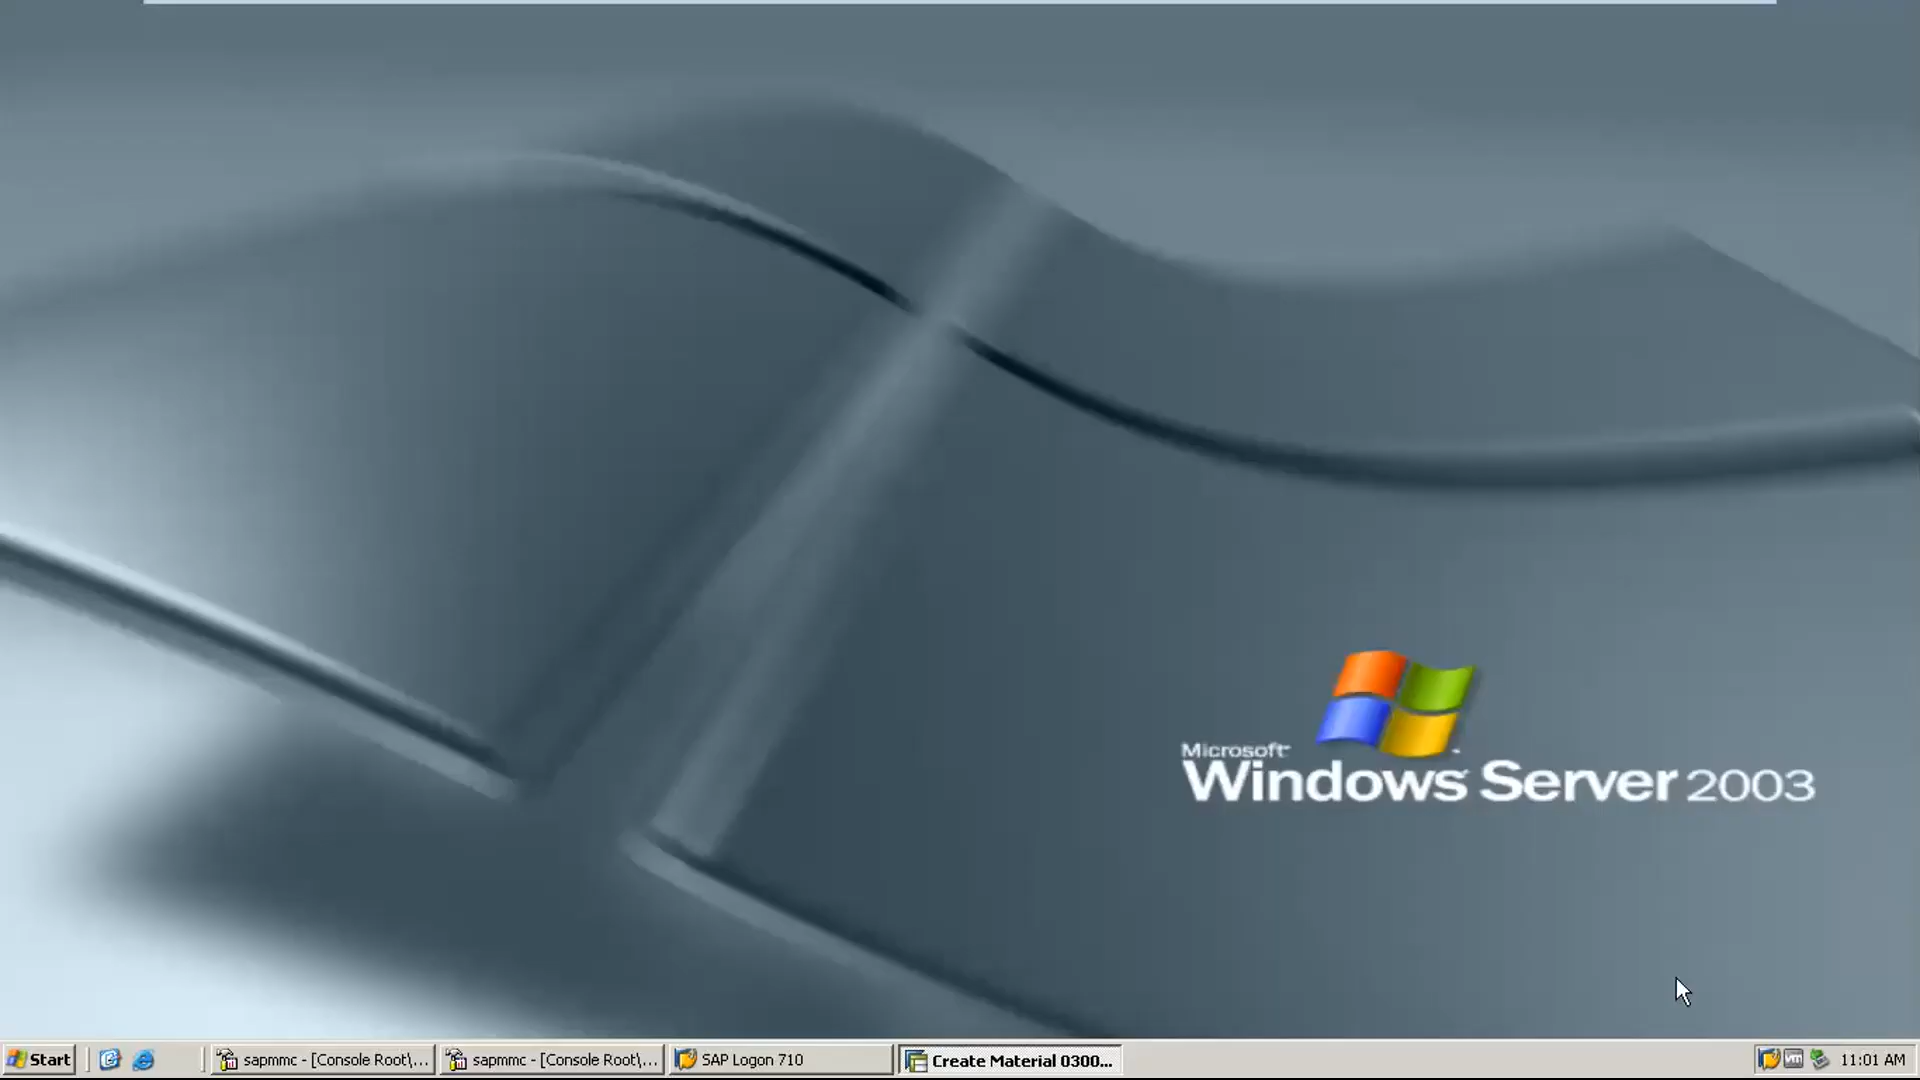 Microsoft
Windows Server 2003
Start
sapmmc - [Console Root\...
sapmmc - [Console Root\...
SAP Logon 710
Create Material 0300...
11:01 AM